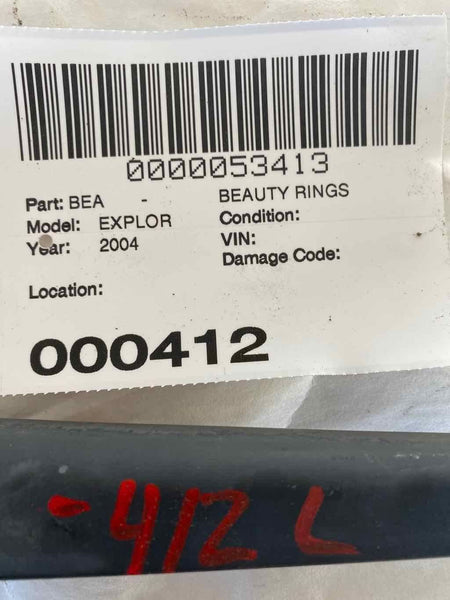 0000053413
Part: BEA - BEAUTY RINGS
Model: EXPLOR Condition:
Year: 2004 VIN:
Damage Code:
Location:
000412
-412 L